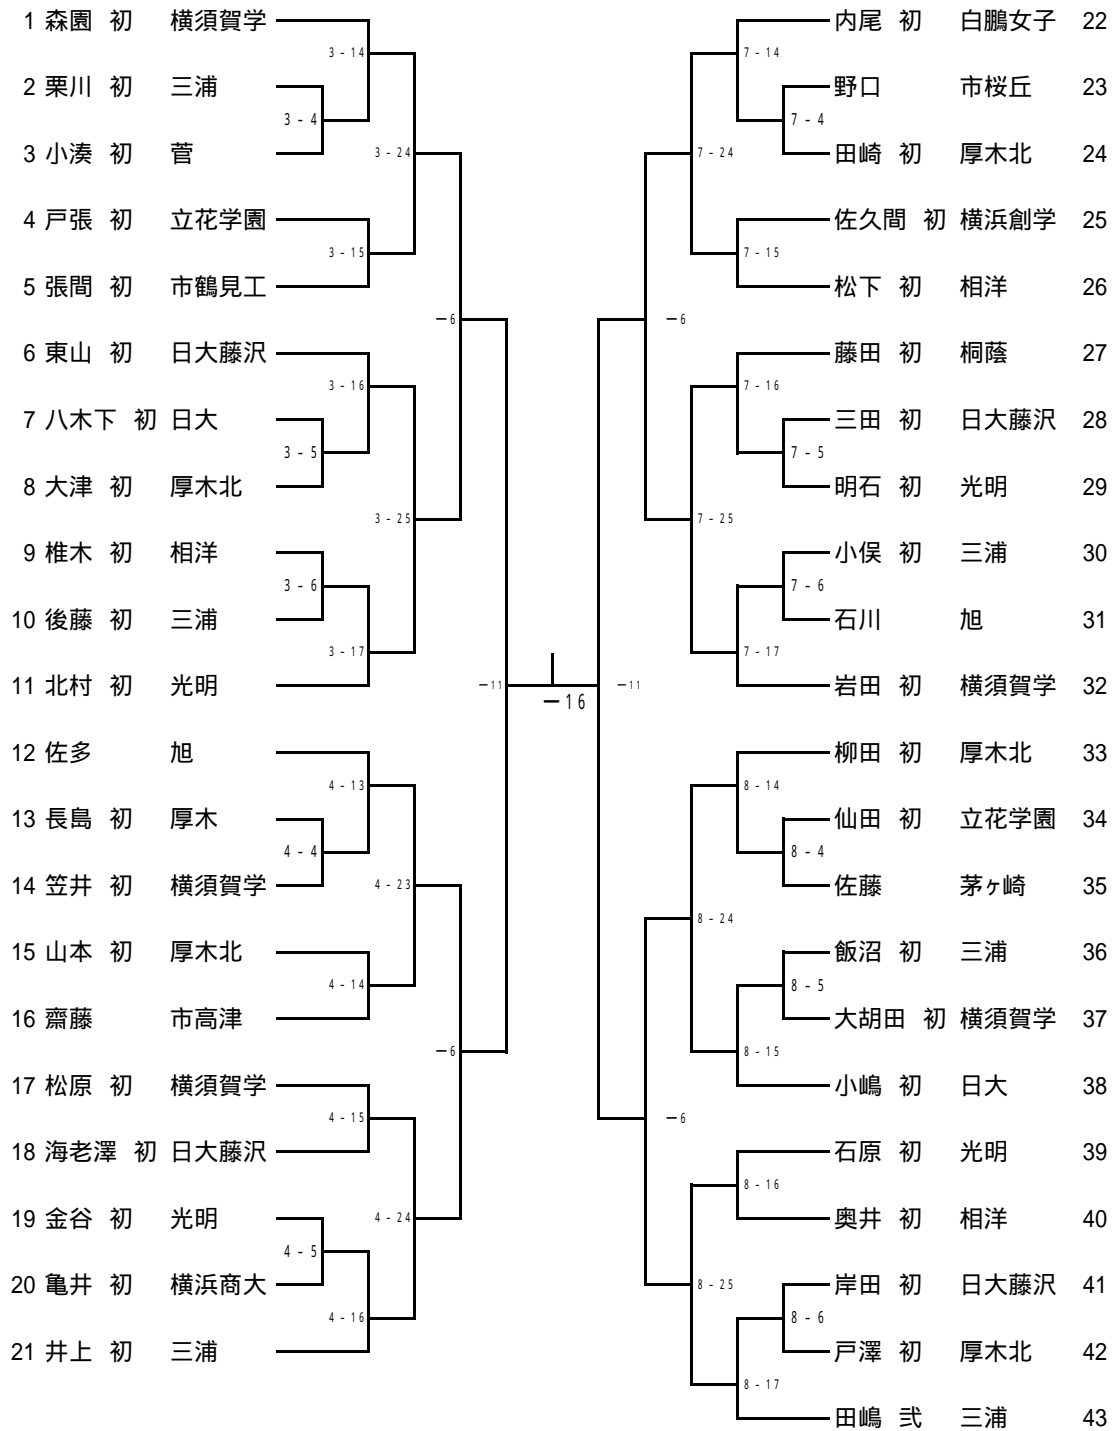 1 森園 初 横須賀学
3 - 14
2 栗川 初 三浦
3 - 4
3 小湊 初 菅
3 - 24
4 戸張 初 立花学園
3 - 15
5 張間 初 市鶴見工
ー6
6 東山 初 日大藤沢
3 - 16
7 八木下 初 日大
3 - 5
8 大津 初 厚木北
3 - 25
9 椎木 初 相洋
3 - 6
10 後藤 初 三浦
3 - 17
11 北村 初 光明
ー11
12 佐多 旭
4 - 13
13 長島 初 厚木
4 - 4
14 笠井 初 横須賀学
4 - 23
15 山本 初 厚木北
4 - 14
16 齋藤 市高津
ー6
17 松原 初 横須賀学
4 - 15
18 海老澤 初 日大藤沢
4 - 24
19 金谷 初 光明
4 - 5
20 亀井 初 横浜商大
4 - 16
21 井上 初 三浦
ー16
内尾 初 白鵬女子 22
7 - 14
野口 市桜丘 23
7 - 4
田崎 初 厚木北 24
7 - 24
佐久間 初 横浜創学 25
7 - 15
松下 初 相洋 26
ー6
藤田 初 桐蔭 27
7 - 16
三田 初 日大藤沢 28
7 - 5
明石 初 光明 29
7 - 25
小俣 初 三浦 30
7 - 6
石川 旭 31
7 - 17
岩田 初 横須賀学 32
ー11
柳田 初 厚木北 33
8 - 14
仙田 初 立花学園 34
8 - 4
佐藤 茅ヶ崎 35
8 - 24
飯沼 初 三浦 36
8 - 5
大胡田 初 横須賀学 37
8 - 15
小嶋 初 日大 38
ー6
石原 初 光明 39
8 - 16
奥井 初 相洋 40
8 - 25
岸田 初 日大藤沢 41
8 - 6
戸澤 初 厚木北 42
8 - 17
田嶋 弐 三浦 43